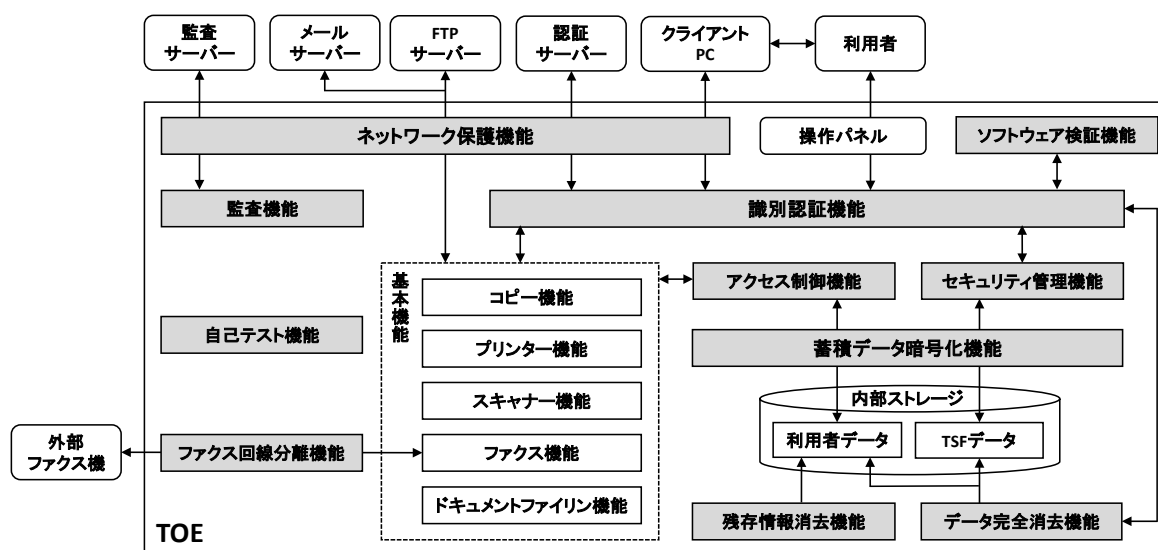 監査
サーバー
メール
サーバー
FTP
サーバー
認証
サーバー
クライアント
PC
利用者
ネットワーク保護機能
操作パネル
ソフトウェア検証機能
監査機能
識別認証機能
基本機能
コピー機能
アクセス制御機能
セキュリティ管理機能
自己テスト機能
プリンター機能
蓄積データ暗号化機能
スキャナー機能
内部ストレージ
外部
ファクス機
ファクス回線分離機能
ファクス機能
利用者データ
TSFデータ
ドキュメントファイリン機能
残存情報消去機能
データ完全消去機能
TOE